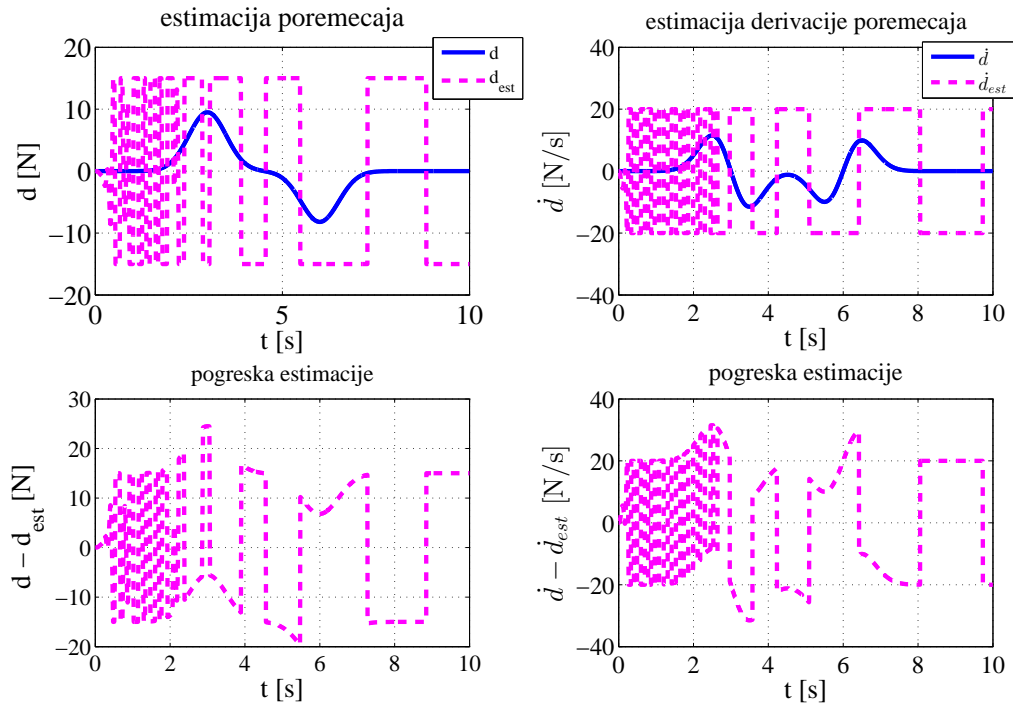 estimacija poremecaja
20
10
0
−10
−20
d [N]
d
d_est
0
5
10
t [s]
estimacija derivacije poremecaja
40
20
0
−20
−40
ḋ [N/s]
ḋ
ḋ_est
0
2
4
6
8
10
t [s]
pogreska estimacije
30
20
10
0
−10
−20
d − d_est [N]
0
2
4
6
8
10
t [s]
pogreska estimacije
40
20
0
−20
−40
ḋ − ḋ_est [N/s]
0
2
4
6
8
10
t [s]